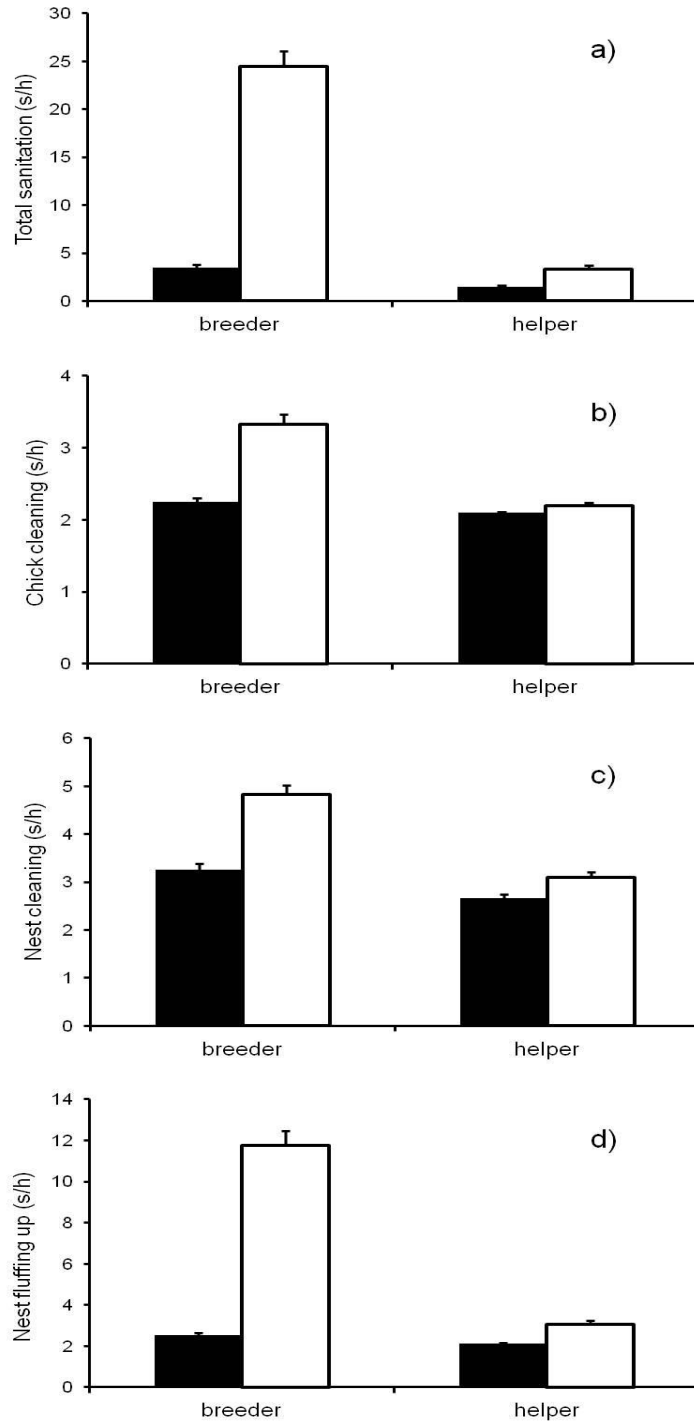 a)
Total sanitation (s/h)
30
25
20
15
10
5
0
breeder helper
b)
Chick cleaning (s/h)
4
3
2
1
0
breeder helper
c)
Nest cleaning (s/h)
6
5
4
3
2
1
0
breeder helper
d)
Nest fluffing up (s/h)
14
12
10
8
6
4
2
0
breeder helper